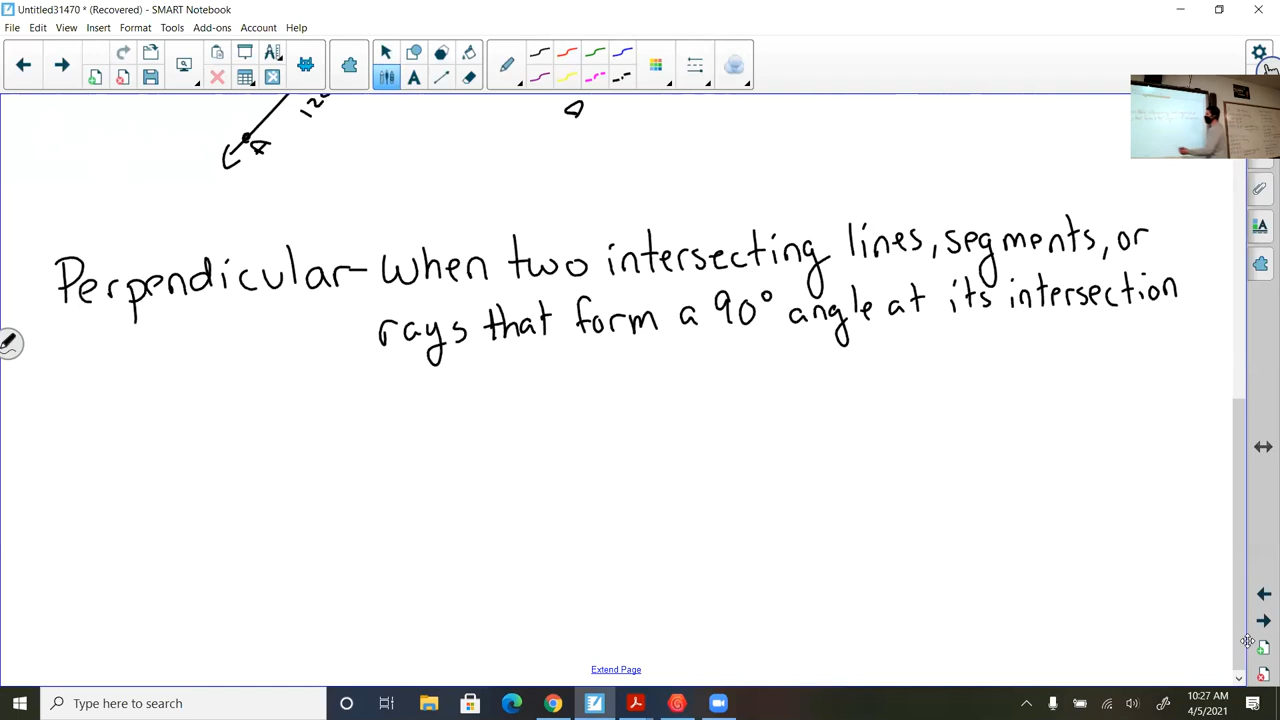 Untitled31470 * (Recovered) - SMART Notebook
File Edit View Insert Format Tools Add-ons Account Help
A
Perpendicular- When two intersecting lines, segments, or
rays that form a 90° angle at its intersection
Extend Page
Type here to search
10:27 AM
4/5/2021